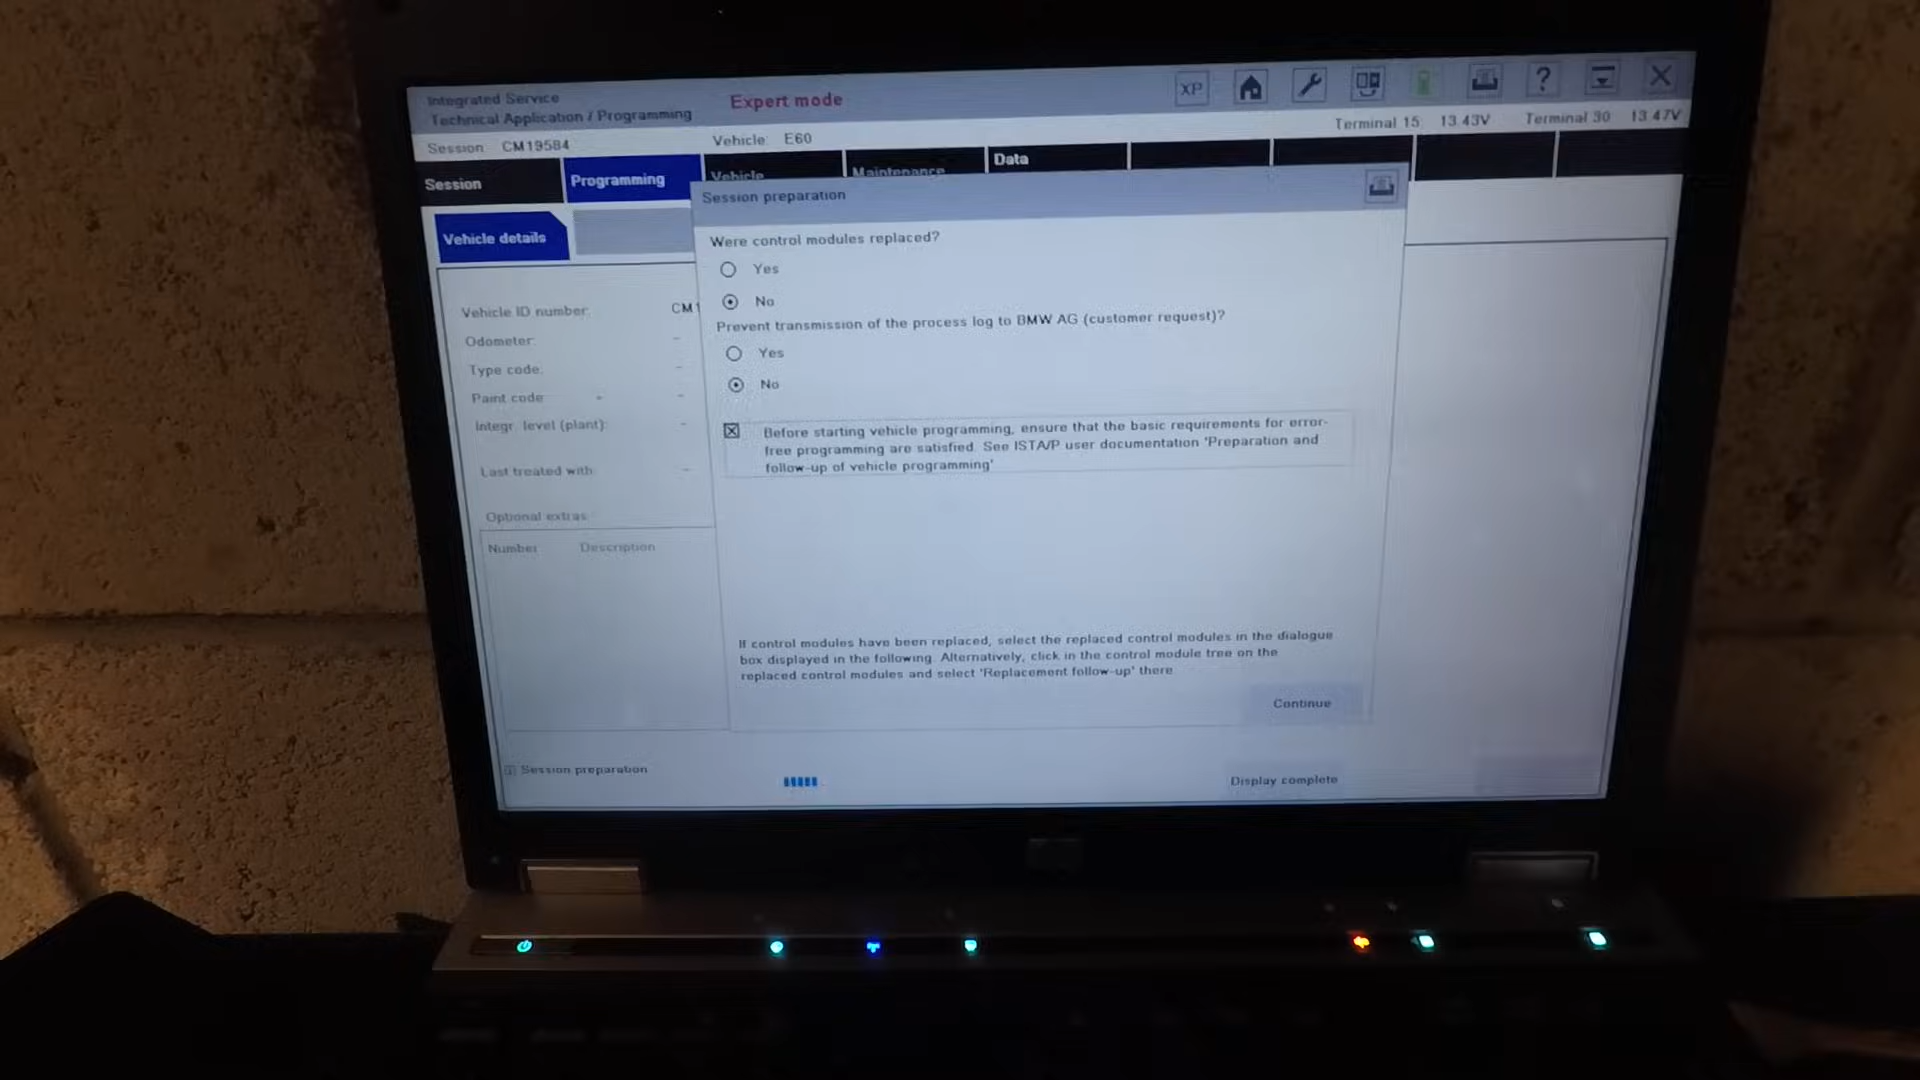 Integrated Service
Technical Application / Programming
Expert mode
XP
?
Session: CM19584
Vehicle: E60
Terminal 15: 13.43V
Terminal 30: 13.47V
Session
Programming
Vehicle
Maintenance
Data
Vehicle details
Session preparation
Were control modules replaced?
Yes
No
Prevent transmission of the process log to BMW AG (customer request)?
Yes
No
Before starting vehicle programming, ensure that the basic requirements for error-
free programming are satisfied. See ISTA/P user documentation 'Preparation and
follow-up of vehicle programming'
If control modules have been replaced, select the replaced control modules in the dialogue
box displayed in the following. Alternatively, click in the control module tree on the
replaced control modules and select 'Replacement follow-up' there
Continue
Vehicle ID number: CM1
Odometer: -
Type code: -
Paint code - -
Integr. level (plant): -
Last treated with: -
Optional extras
Number Description
Session preparation
Display complete